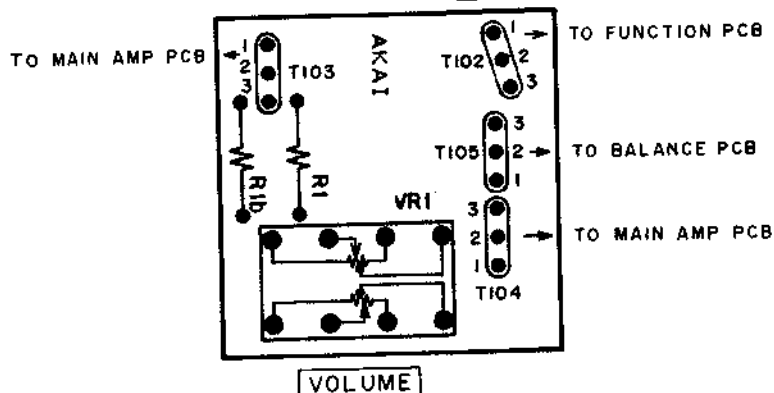 TO MAIN AMP PCB
1
2
3
T103
AKAI
T102
1
2
3
TO FUNCTION PCB
T105
3
2
1
TO BALANCE PCB
R1b
R1
VR1
3
2
1
T104
TO MAIN AMP PCB
VOLUME